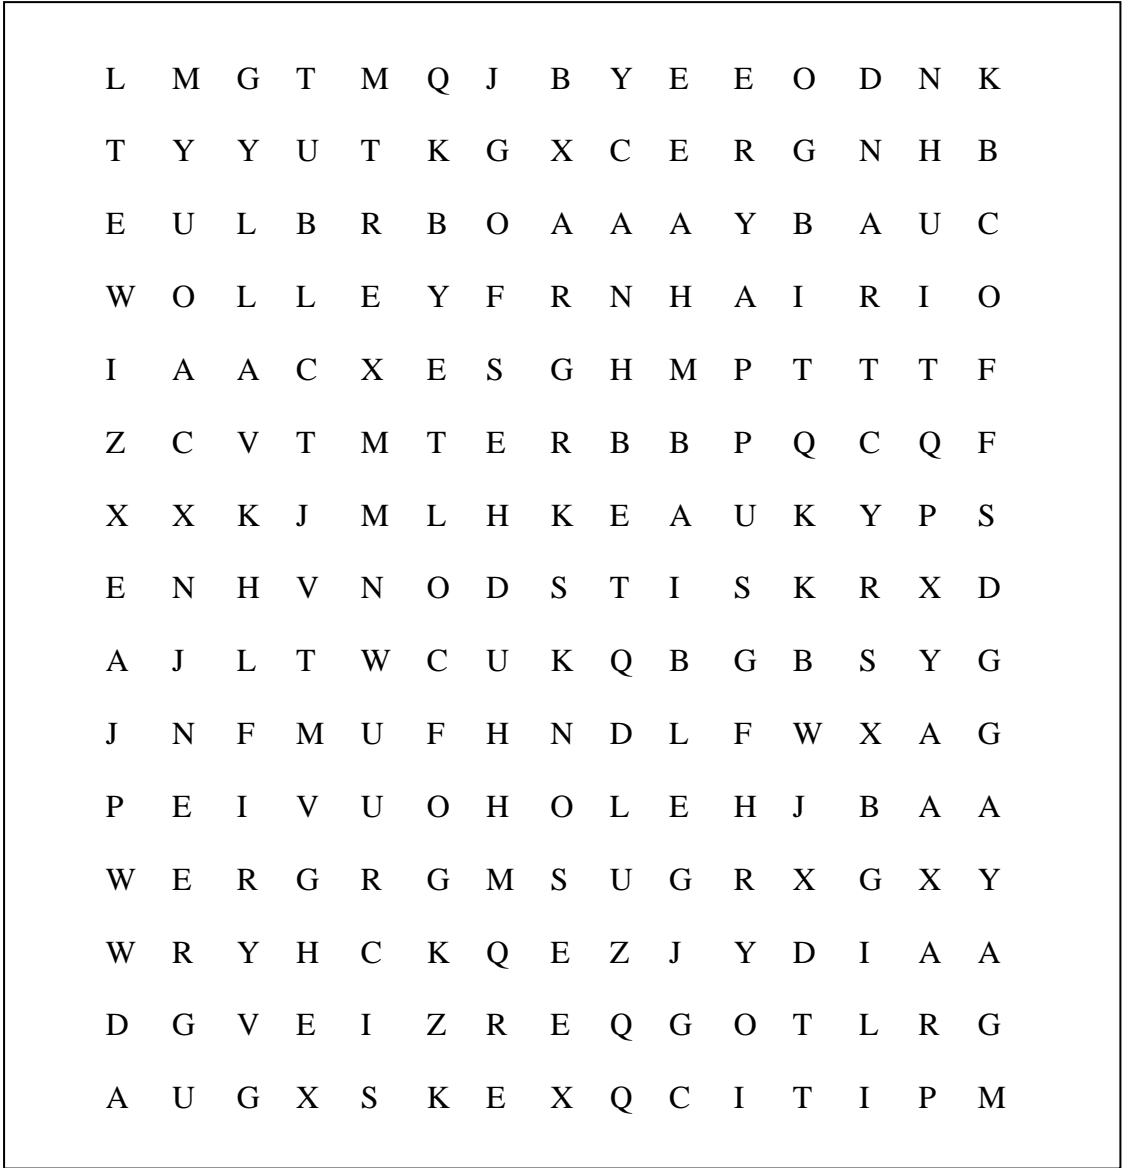 L M G T M Q J B Y E E O D N K
T Y Y U T K G X C E R G N H B
E U L B R B O A A A Y B A U C
W O L L E Y F R N H A I R I O
I A A C X E S G H M P T T T F
Z C V T M T E R B B P Q C Q F
X X K J M L H K E A U K Y P S
E N H V N O D S T I S K R X D
A J L T W C U K Q B G B S Y G
J N F M U F H N D L F W X A G
P E I V U O H O L E H J B A A
W E R G R G M S U G R X G X Y
W R Y H C K Q E Z J Y D I A A
D G V E I Z R E Q G O T L R G
A U G X S K E X Q C I T I P M